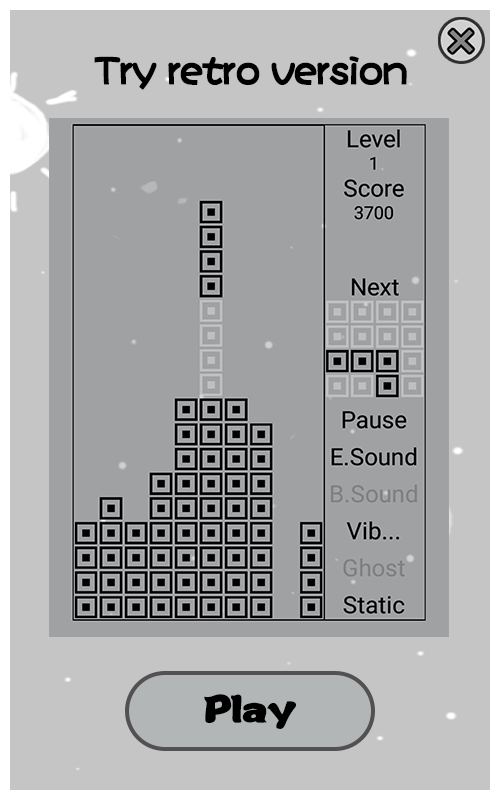 Try retro version
Level
1
Score
3700
Next
Pause
E.Sound
B.Sound
Vib...
Ghost
Static
Play